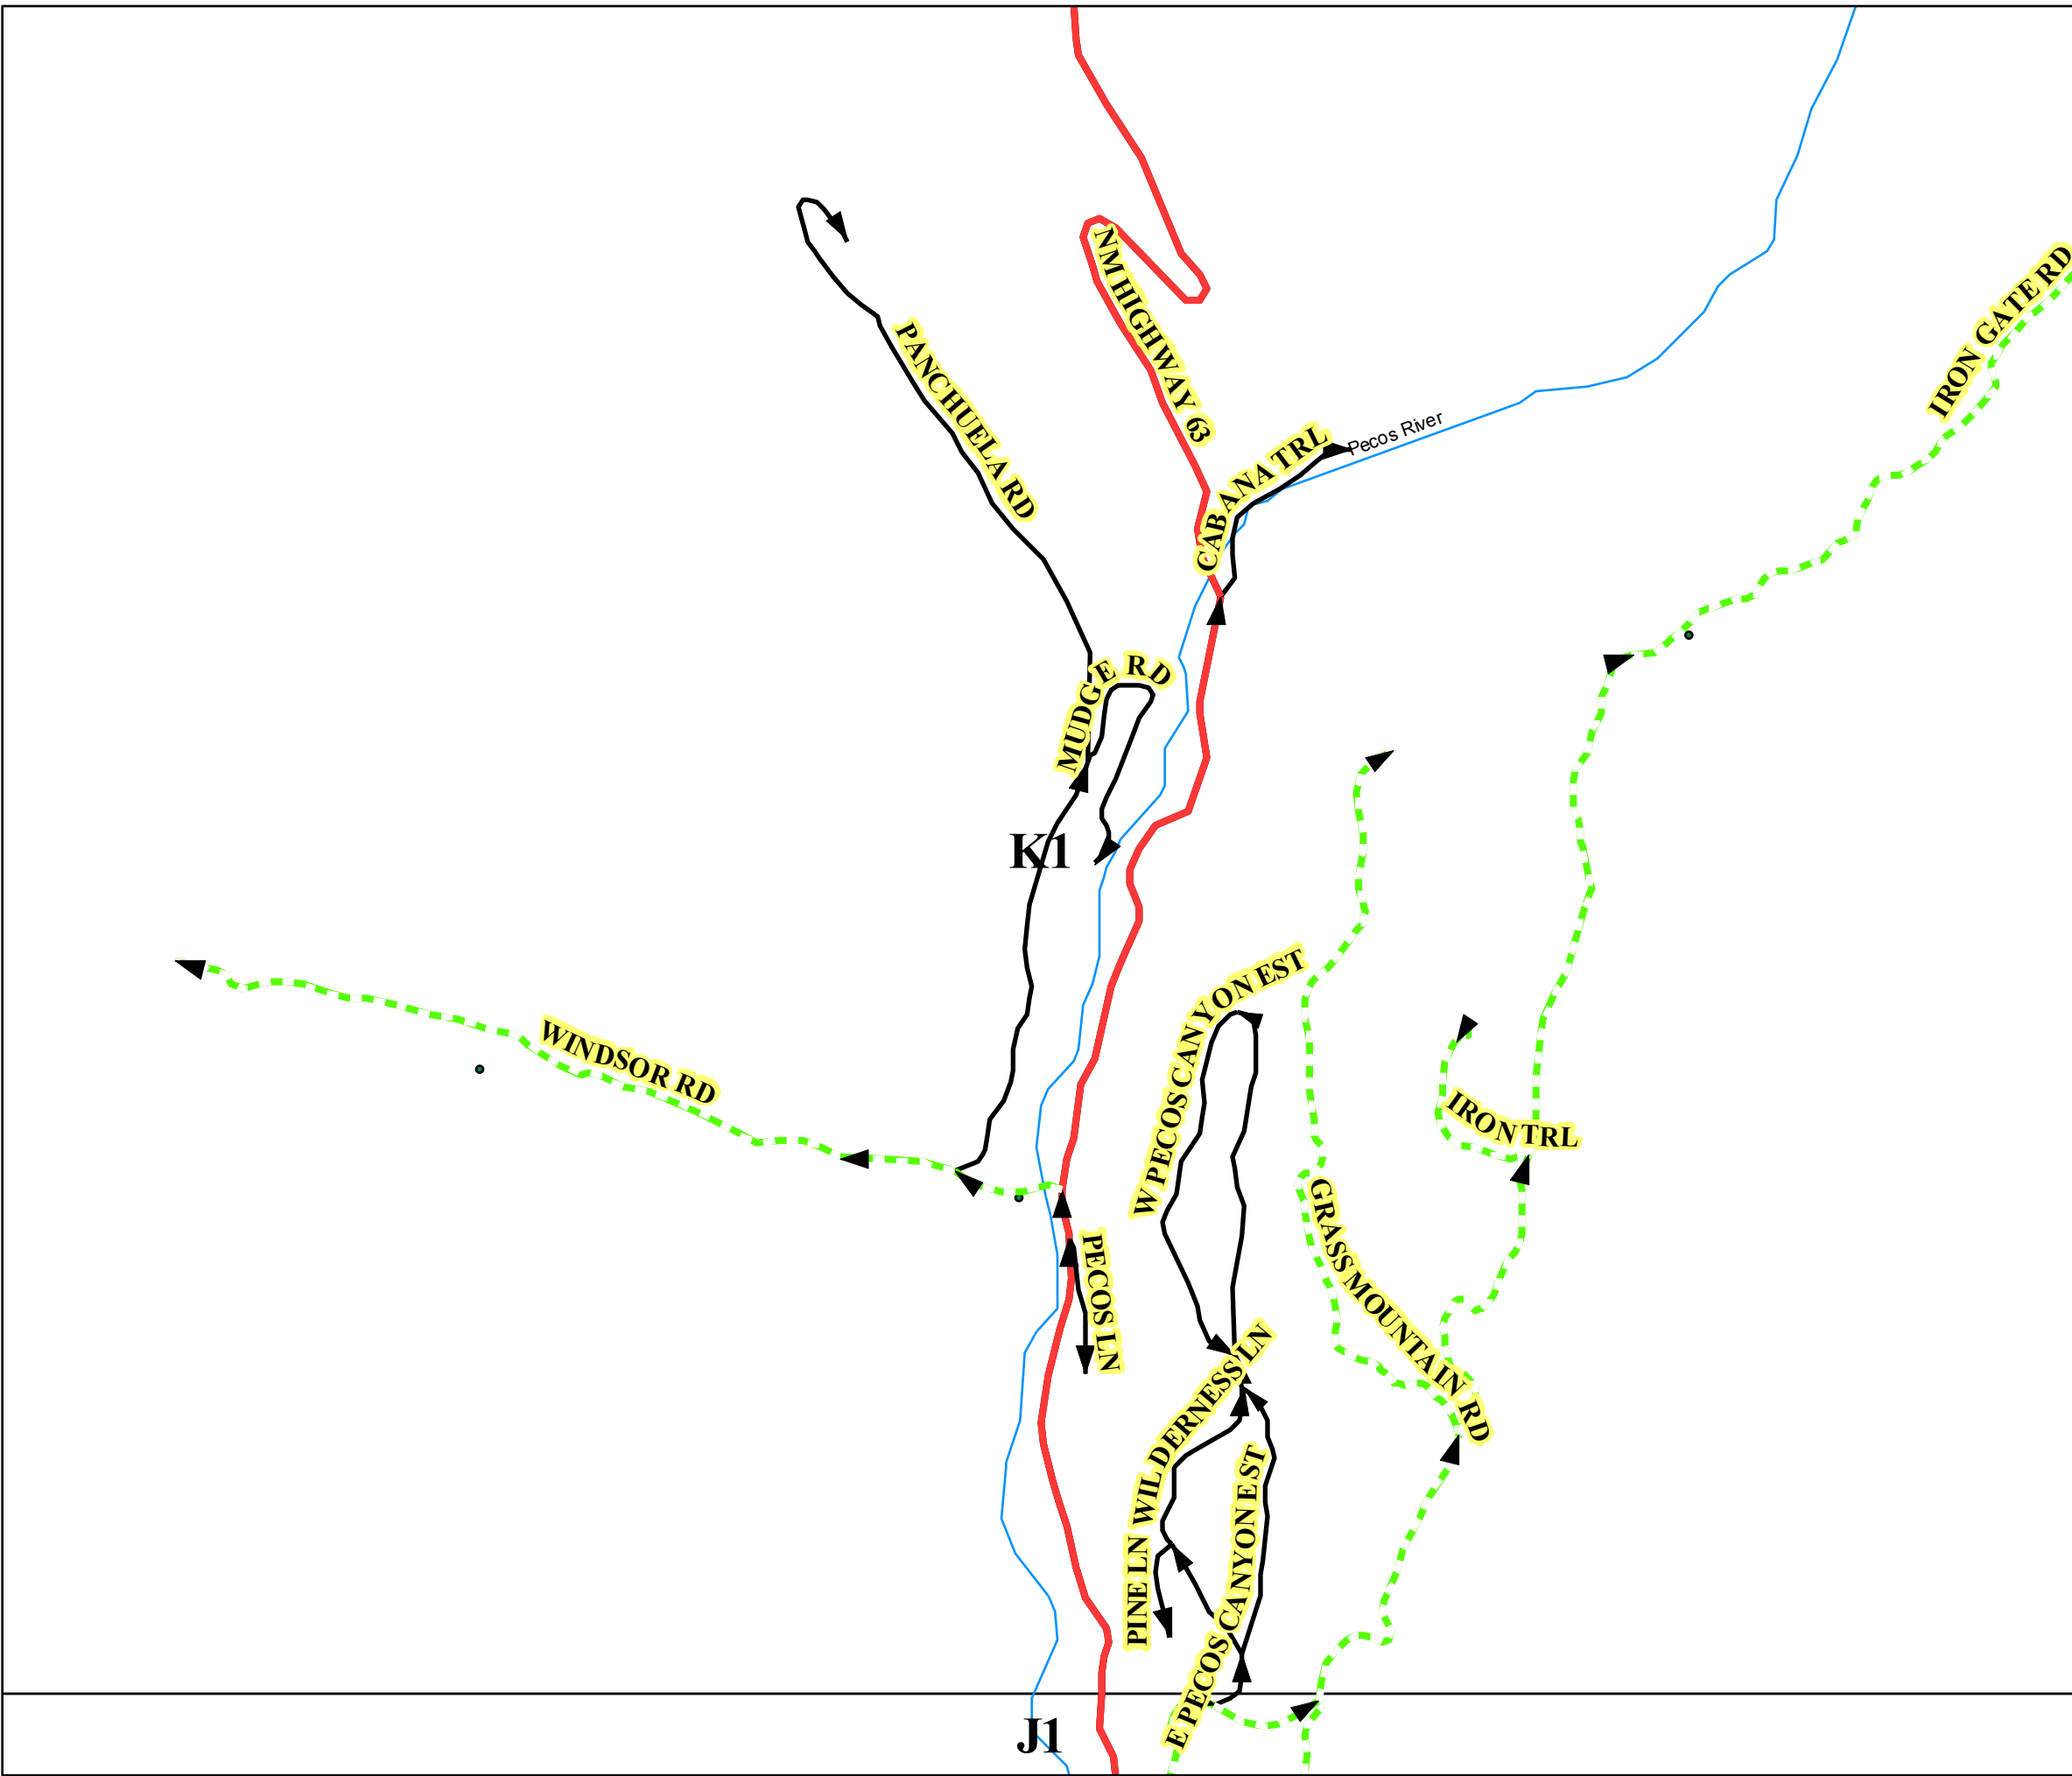 NM HIGHWAY 63
IRON GATE RD
PANCHUELA RD
CABANA TRL
Pecos River
MUDGE RD
K1
W PECOS CANYON EST
WINDSOR RD
IRON TRL
GRASS MOUNTAIN RD
PECOS LN
WILDERNESS LN
E PECOS CANYON EST
PINE LN
J1